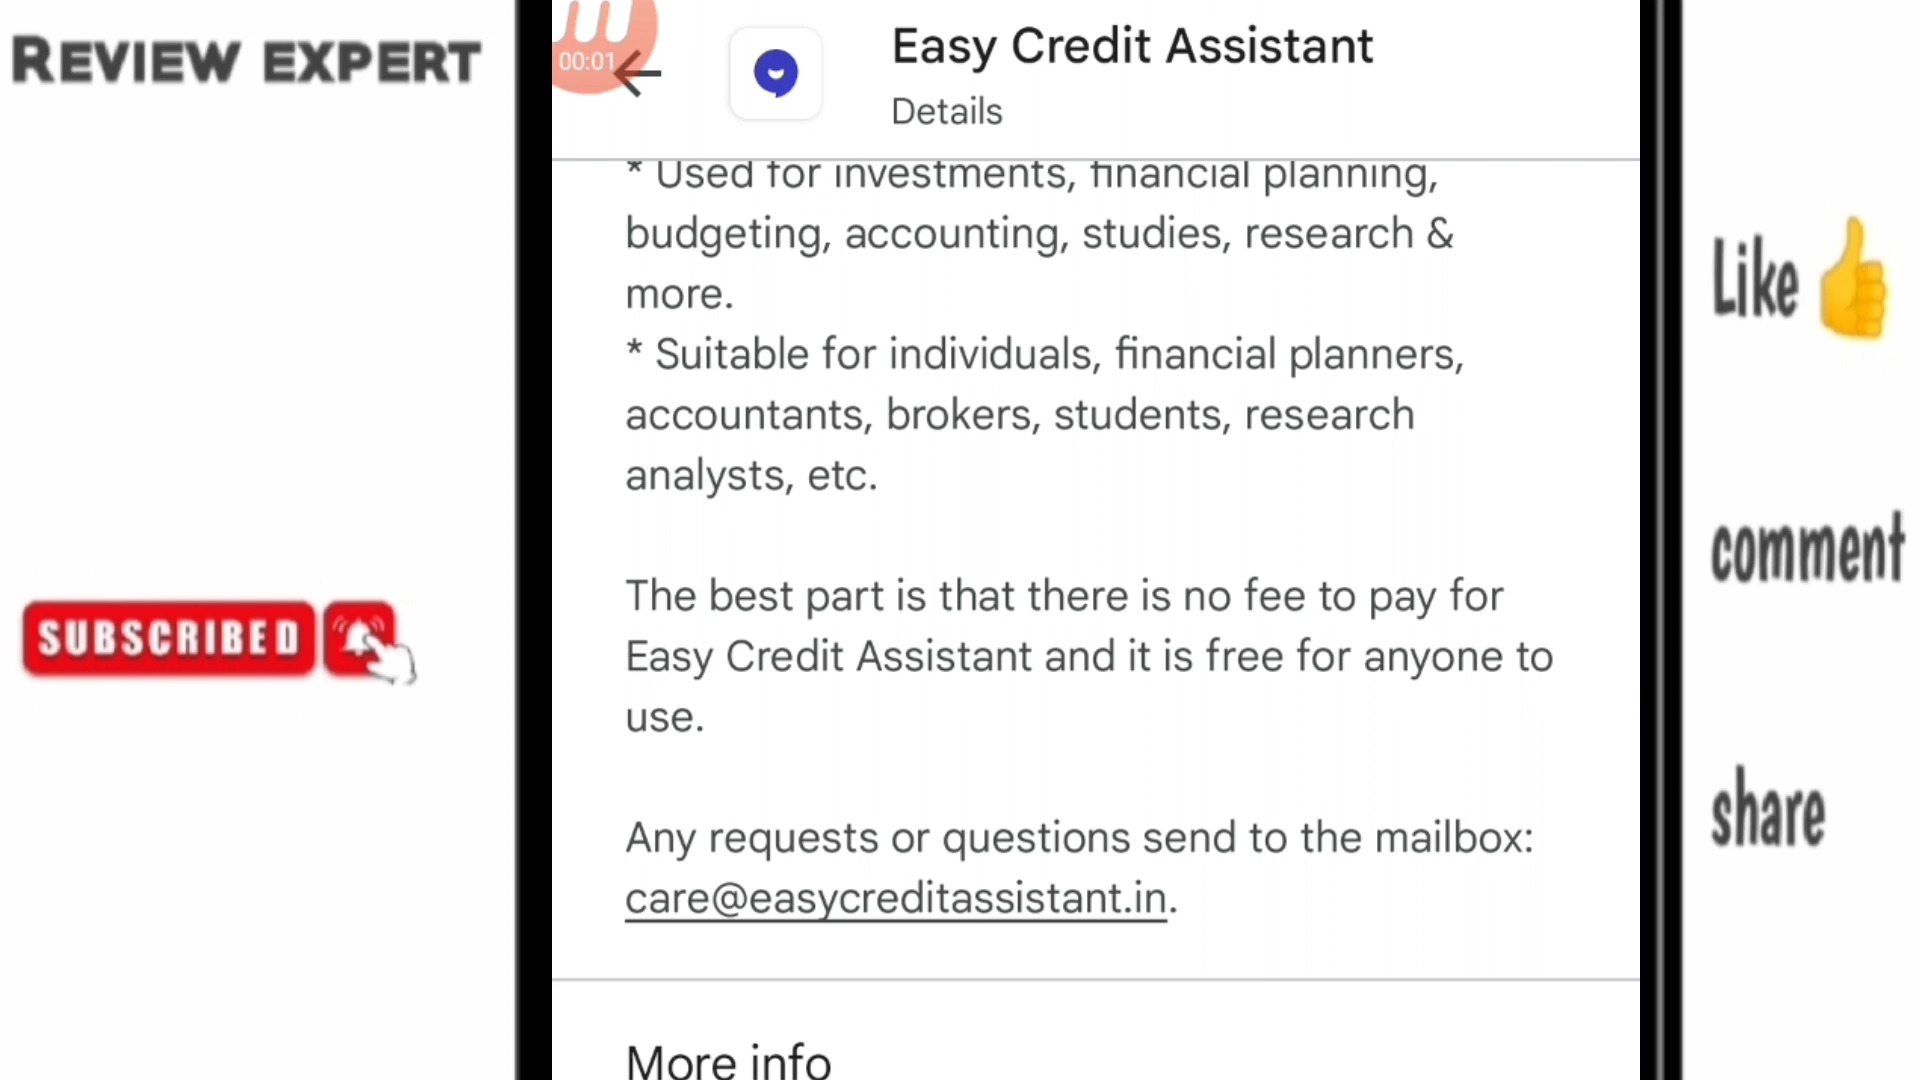 REVIEW EXPERT
SUBSCRIBED
00:01
Easy Credit Assistant
Details
* Used for investments, financial planning,
budgeting, accounting, studies, research &
more.
* Suitable for individuals, financial planners,
accountants, brokers, students, research
analysts, etc.
The best part is that there is no fee to pay for
Easy Credit Assistant and it is free for anyone to
use.
Any requests or questions send to the mailbox:
care@easycreditassistant.in.
More info
Like
comment
share